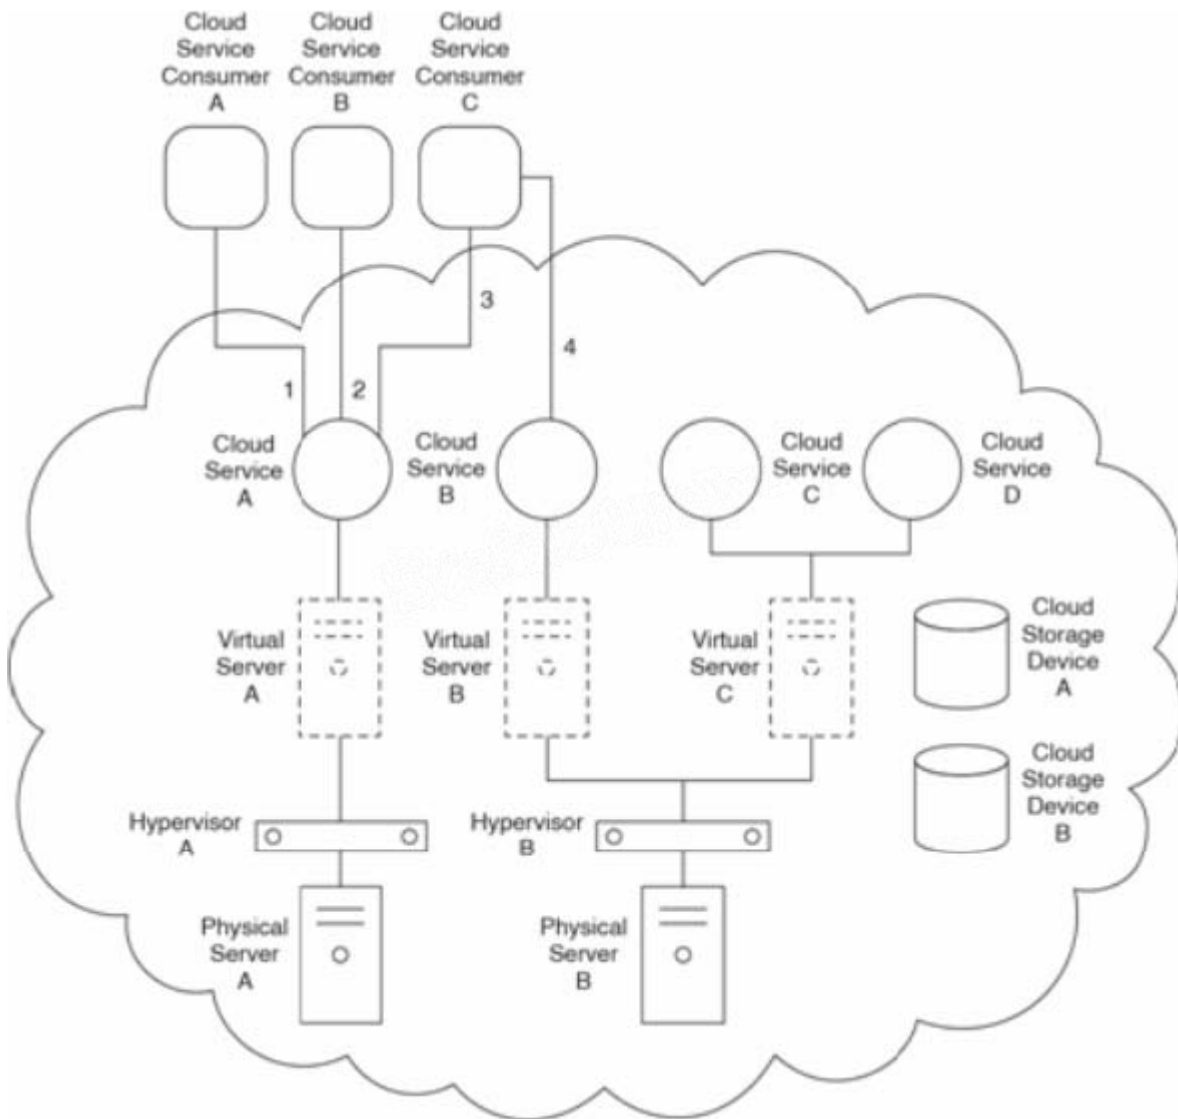 Cloud
Service
Consumer
A
Cloud
Service
Consumer
B
Cloud
Service
Consumer
C
3
4
1
2
Cloud
Service
A
Cloud
Service
B
Cloud
Service
C
Cloud
Service
D
Virtual
Server
A
Virtual
Server
B
Virtual
Server
C
Cloud
Storage
Device
A
Cloud
Storage
Device
B
Hypervisor
A
Hypervisor
B
Physical
Server
A
Physical
Server
B